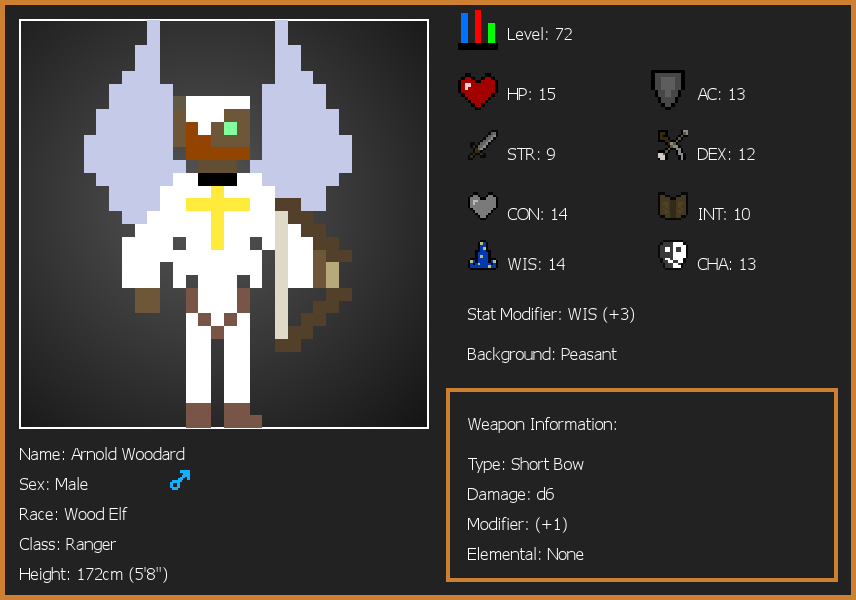 Level: 72
HP: 15
AC: 13
STR: 9
DEX: 12
CON: 14
INT: 10
WIS: 14
CHA: 13
Stat Modifier: WIS (+3)
Background: Peasant
Weapon Information:
Type: Short Bow
Damage: d6
Modifier: (+1)
Elemental: None
Name: Arnold Woodard
Sex: Male
Race: Wood Elf
Class: Ranger
Height: 172cm (5'8")